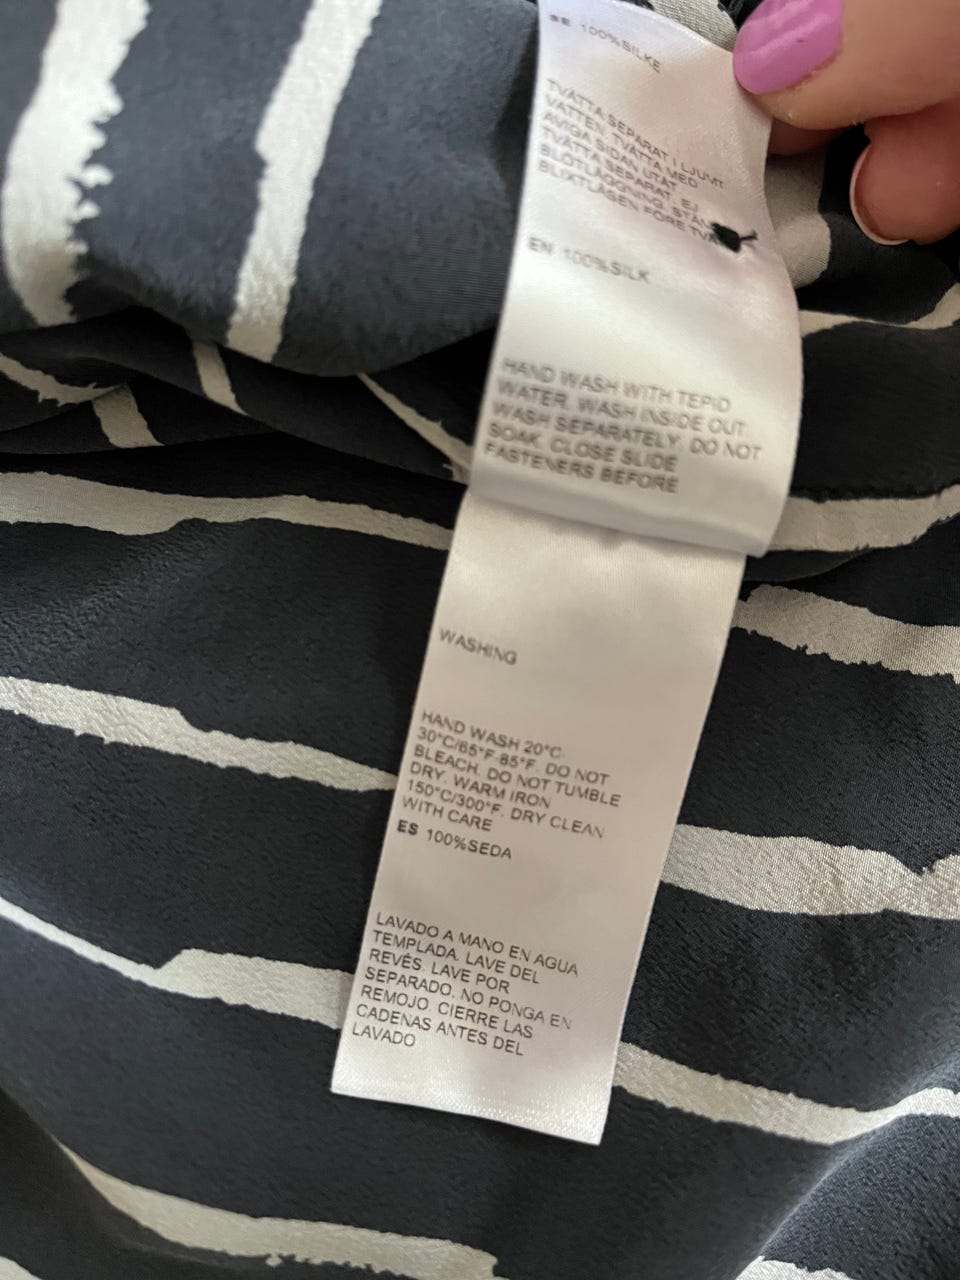 SE 100%SILKE
TVÄTTA SEPARAT I LJUMT
VATTEN. TVÄTTA MED
AVIGA SIDAN UTÅT.
TVÄTTA SEPARAT. EJ
BLÖTLÄGGNING. STÄNG
BLIXTLÅSEN FÖRE
EN 100%SILK
HAND WASH WITH TEPID
WATER. WASH INSIDE OUT.
WASH SEPARATELY. DO NOT
SOAK. CLOSE SLIDE
FASTENERS BEFORE
WASHING
HAND WASH 20°C-
30°C/65°F-85°F. DO NOT
BLEACH. DO NOT TUMBLE
DRY. WARM IRON
150°C/300°F. DRY CLEAN
WITH CARE
ES 100%SEDA
LAVADO A MANO EN AGUA
TEMPLADA. LAVE DEL
REVÉS. LAVE POR
SEPARADO. NO PONGA EN
REMOJO. CIERRE LAS
CADENAS ANTES DEL
LAVADO